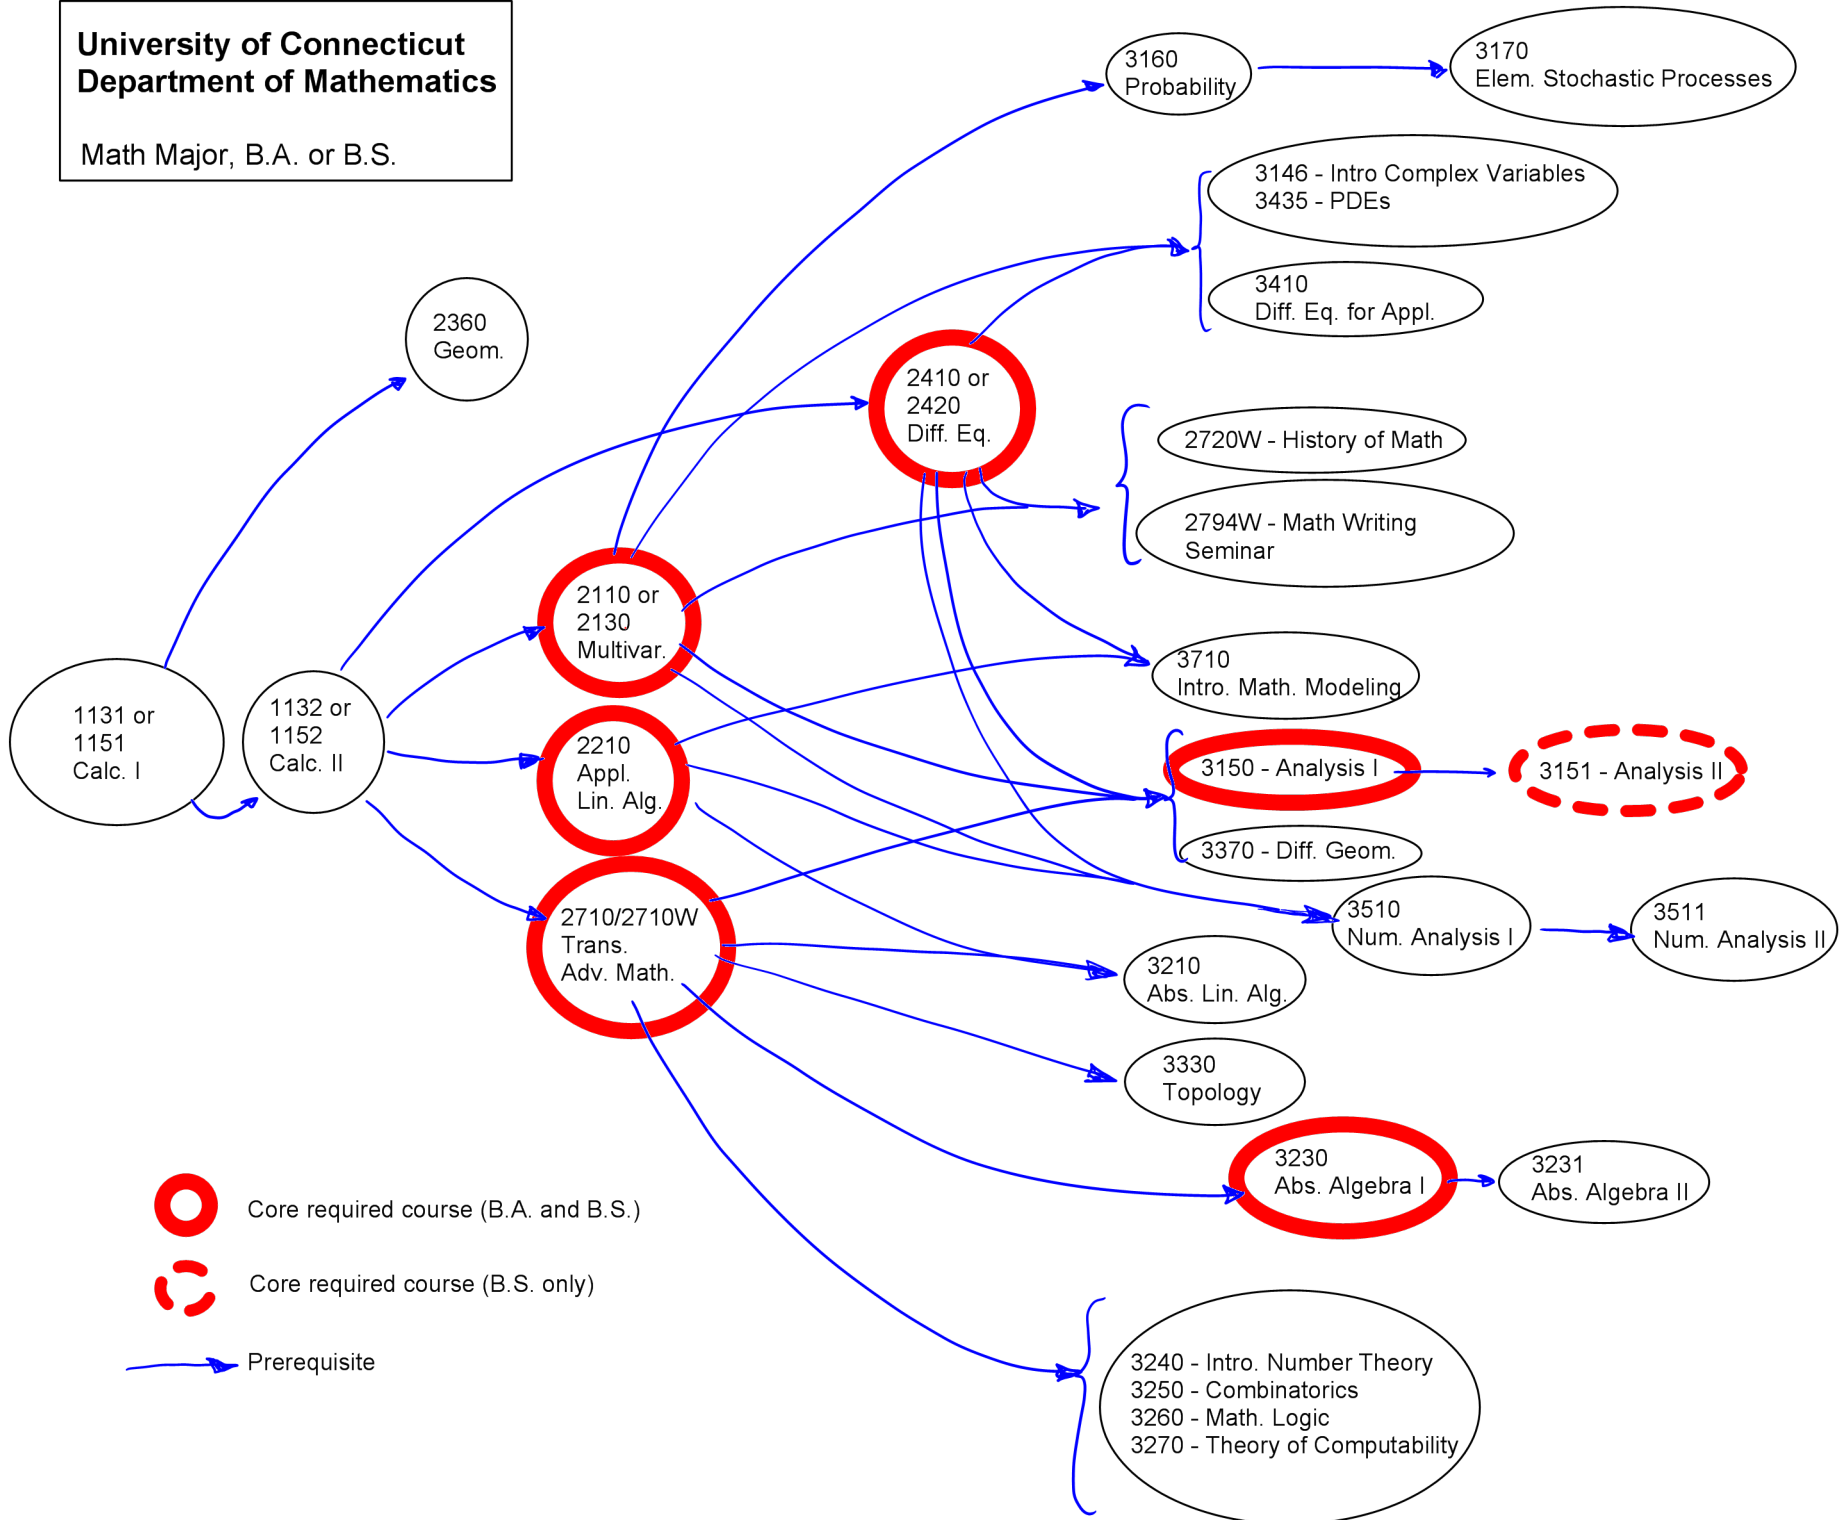 University of Connecticut
Department of Mathematics
Math Major, B.A. or B.S.
3160
Probability
3170
Elem. Stochastic Processes
3146 - Intro Complex Variables
3435 - PDEs
3410
Diff. Eq. for Appl.
2360
Geom.
2410 or
2420
Diff. Eq.
2720W - History of Math
2794W - Math Writing
Seminar
2110 or
2130
Multivar.
3710
Intro. Math. Modeling
1131 or
1151
Calc. I
1132 or
1152
Calc. II
2210
Appl.
Lin. Alg.
3150 - Analysis I
3151 - Analysis II
3370 - Diff. Geom.
2710/2710W
Trans.
Adv. Math.
3510
Num. Analysis I
3511
Num. Analysis II
3210
Abs. Lin. Alg.
3330
Topology
3230
Abs. Algebra I
3231
Abs. Algebra II
Core required course (B.A. and B.S.)
Core required course (B.S. only)
Prerequisite
3240 - Intro. Number Theory
3250 - Combinatorics
3260 - Math. Logic
3270 - Theory of Computability